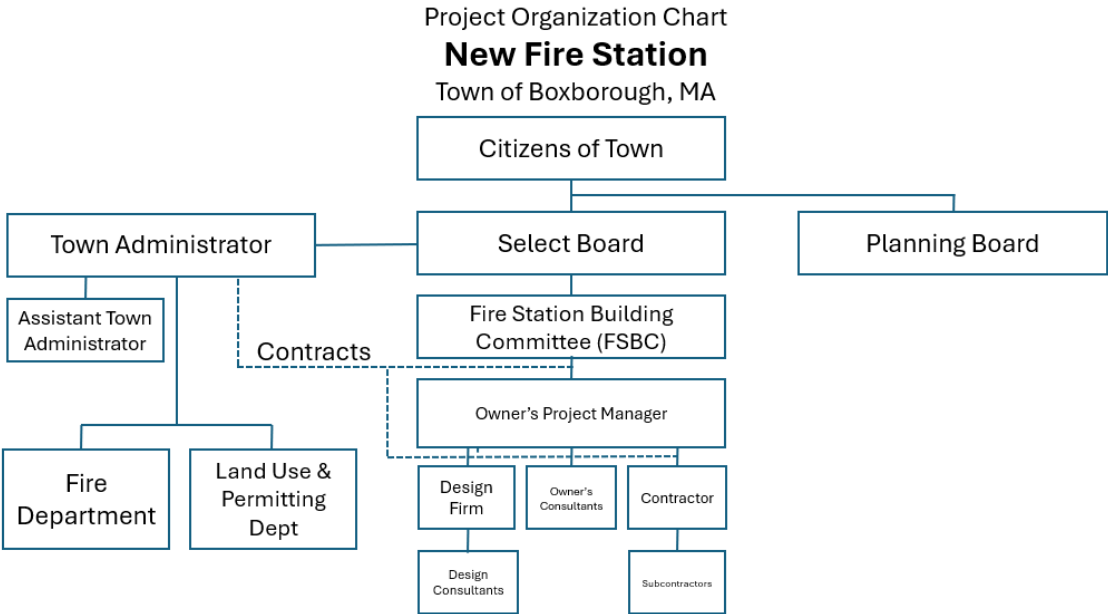 Project Organization Chart
New Fire Station
Town of Boxborough, MA
Citizens of Town
Town Administrator
Select Board
Planning Board
Assistant Town
Administrator
Fire Station Building
Committee (FSBC)
Contracts
Owner’s Project Manager
Fire
Department
Land Use &
Permitting
Dept
Design
Firm
Owner’s
Consultants
Contractor
Design
Consultants
Subcontractors